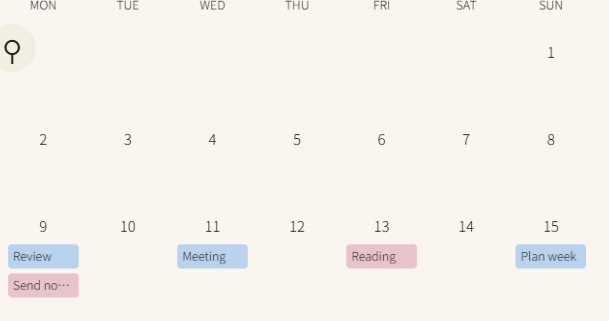 MON TUE WED THU FRI SAT SUN
1
2 3 4 5 6 7 8
9 10 11 12 13 14 15
Review Meeting Reading Plan week
Send no⋯